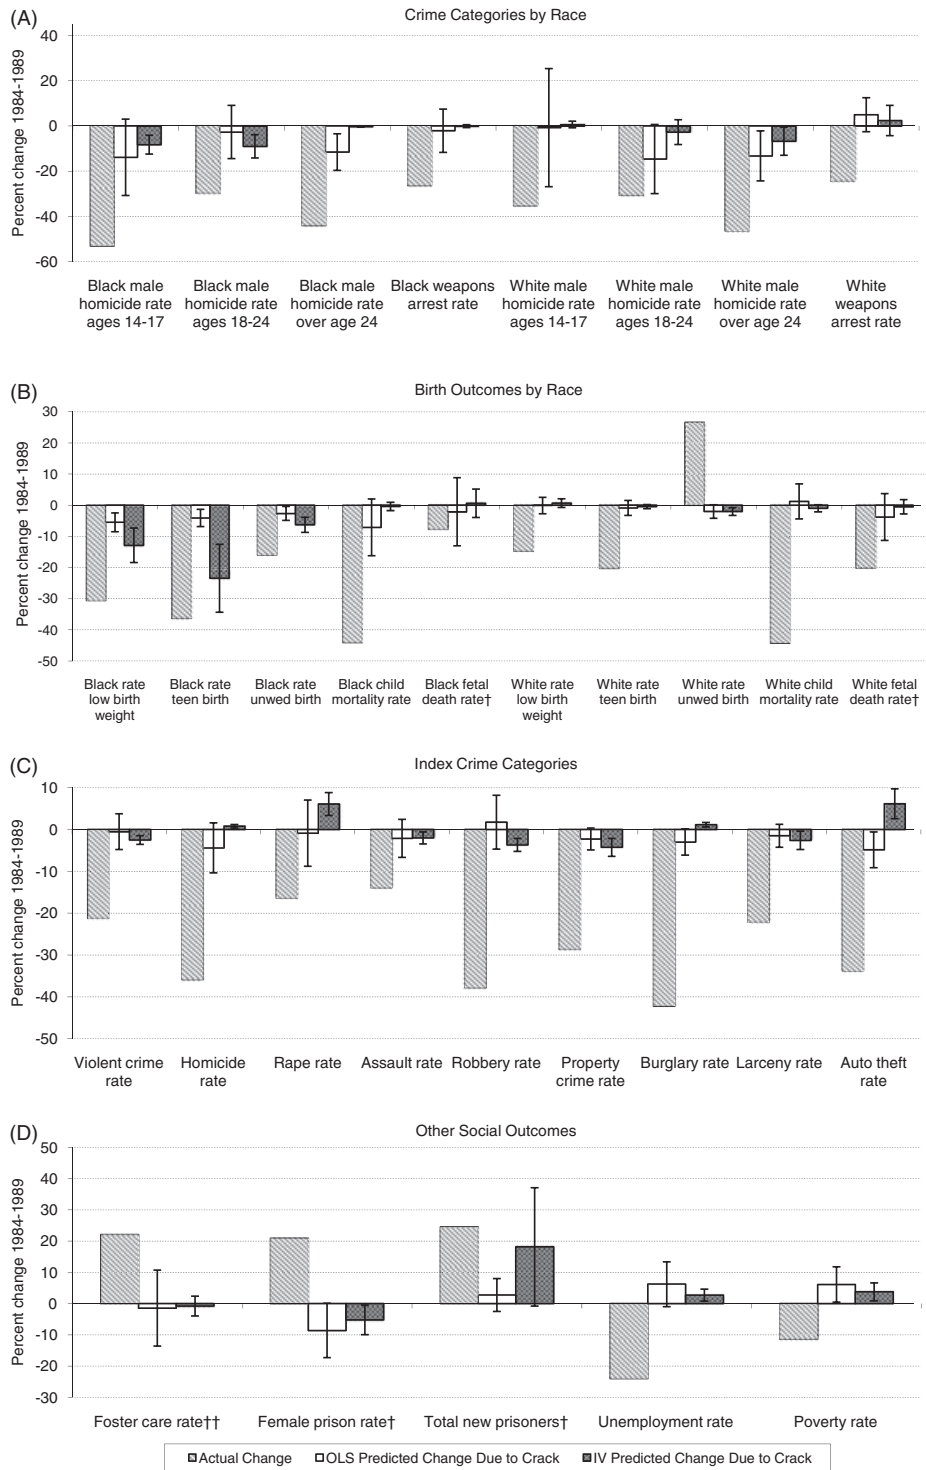 (A)
Crime Categories by Race
Percent change 1984-1989
40
20
0
-20
-40
-60
Black male homicide rate ages 14-17
Black male homicide rate ages 18-24
Black male homicide rate over age 24
Black weapons arrest rate
White male homicide rate ages 14-17
White male homicide rate ages 18-24
White male homicide rate over age 24
White weapons arrest rate
(B)
Birth Outcomes by Race
Percent change 1984-1989
30
20
10
0
-10
-20
-30
-40
-50
Black rate low birth weight
Black rate teen birth
Black rate unwed birth
Black child mortality rate
Black fetal death rate†
White rate low birth weight
White rate teen birth
White rate unwed birth
White child mortality rate
White fetal death rate†
(C)
Index Crime Categories
Percent change 1984-1989
10
0
-10
-20
-30
-40
-50
Violent crime rate
Homicide rate
Rape rate
Assault rate
Robbery rate
Property crime rate
Burglary rate
Larceny rate
Auto theft rate
(D)
Other Social Outcomes
Percent change 1984-1989
50
40
30
20
10
0
-10
-20
-30
Foster care rate††
Female prison rate†
Total new prisoners†
Unemployment rate
Poverty rate
Actual Change
OLS Predicted Change Due to Crack
IV Predicted Change Due to Crack